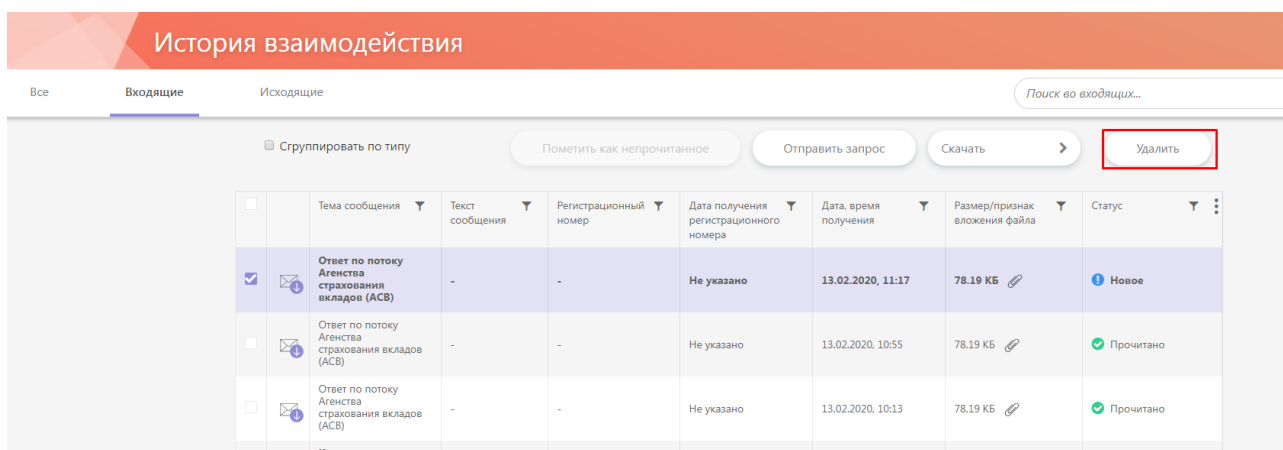 История взаимодействия
Все Входящие Исходящие Поиск во входящих...
Сгруппировать по типу Пометить как непрочитанное Отправить запрос Скачать Удалить
Тема сообщения Текст Регистрационный Дата получения Дата, время Размер/признак Статус
сообщения номер регистрационного получения вложения файла
номера
Ответ по потоку
Агенства
страхования
вкладов (АСВ)
- - Не указано 13.02.2020, 11:17 78.19 КБ Новое
Ответ по потоку
Агенства
страхования вкладов
(АСВ)
- - Не указано 13.02.2020, 10:55 78.19 КБ Прочитано
Ответ по потоку
Агенства
страхования вкладов
(АСВ)
- - Не указано 13.02.2020, 10:13 78.19 КБ Прочитано